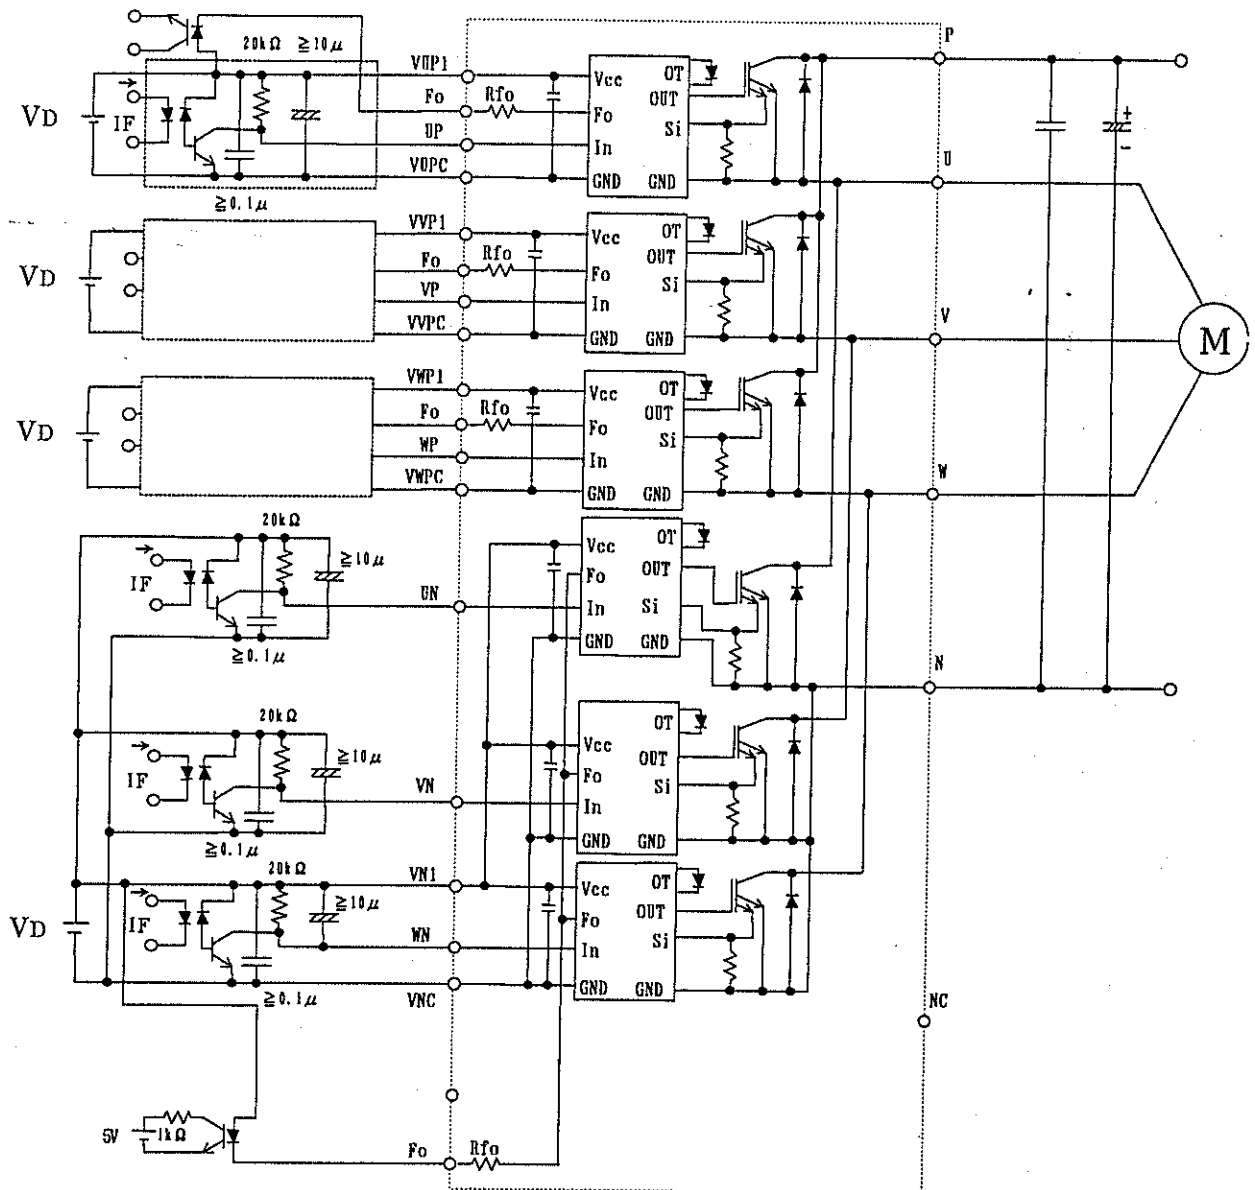 20kΩ ≧10μ
P
VUP1
Vcc
OT
Fo
Rfo
Fo
OUT
VD
IF
UP
Si
In
U
VUPC
GND
GND
≧0.1μ
VVP1
Vcc
OT
Fo
Rfo
Fo
OUT
VD
VP
Si
In
V
VVPC
GND
GND
M
VWP1
Vcc
OT
Fo
Rfo
Fo
OUT
VD
WP
Si
In
W
VWPC
GND
GND
20kΩ
OT
Vcc
≧10μ
Fo
OUT
IF
UN
In
Si
GND
GND
≧0.1μ
N
20kΩ
OT
Vcc
≧10μ
OUT
IF
Fo
VN
Si
In
≧0.1μ
GND
GND
20kΩ
VN1
Vcc
OT
≧10μ
Fo
OUT
VD
IF
WN
Si
In
GND
GND
≧0.1μ
VNC
NC
5V
1kΩ
Fo
Rfo
+
-